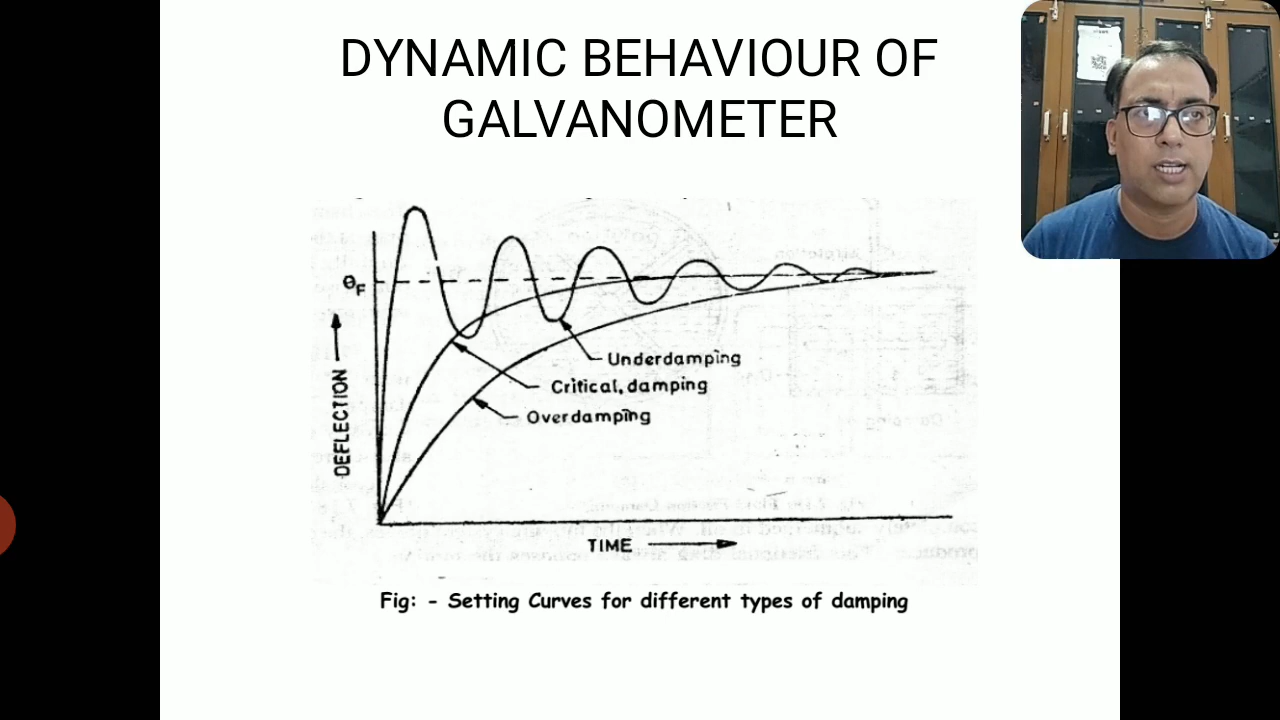 DYNAMIC BEHAVIOUR OF
GALVANOMETER
θF
DEFLECTION
Underdamping
Critical, damping
Overdamping
TIME
Fig: - Setting Curves for different types of damping